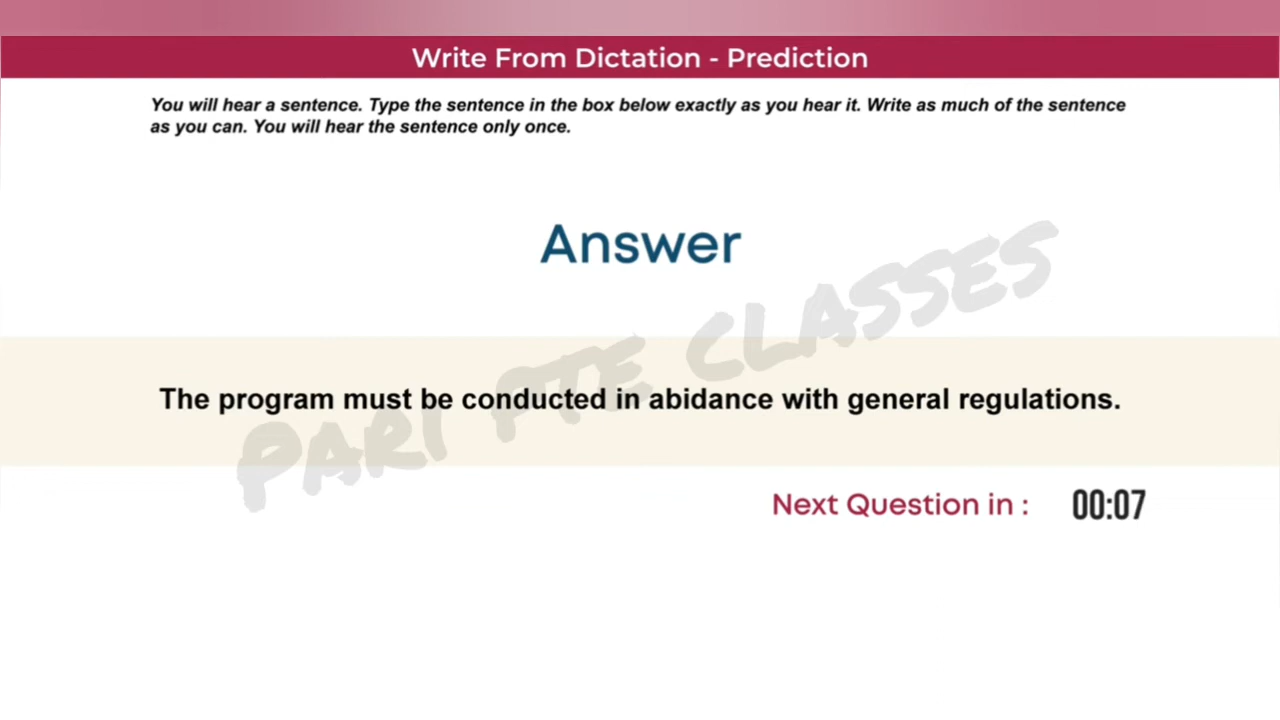 Write From Dictation - Prediction
You will hear a sentence. Type the sentence in the box below exactly as you hear it. Write as much of the sentence
as you can. You will hear the sentence only once.
Answer
PARI PTE CLASSES
The program must be conducted in abidance with general regulations.
Next Question in : 00:07